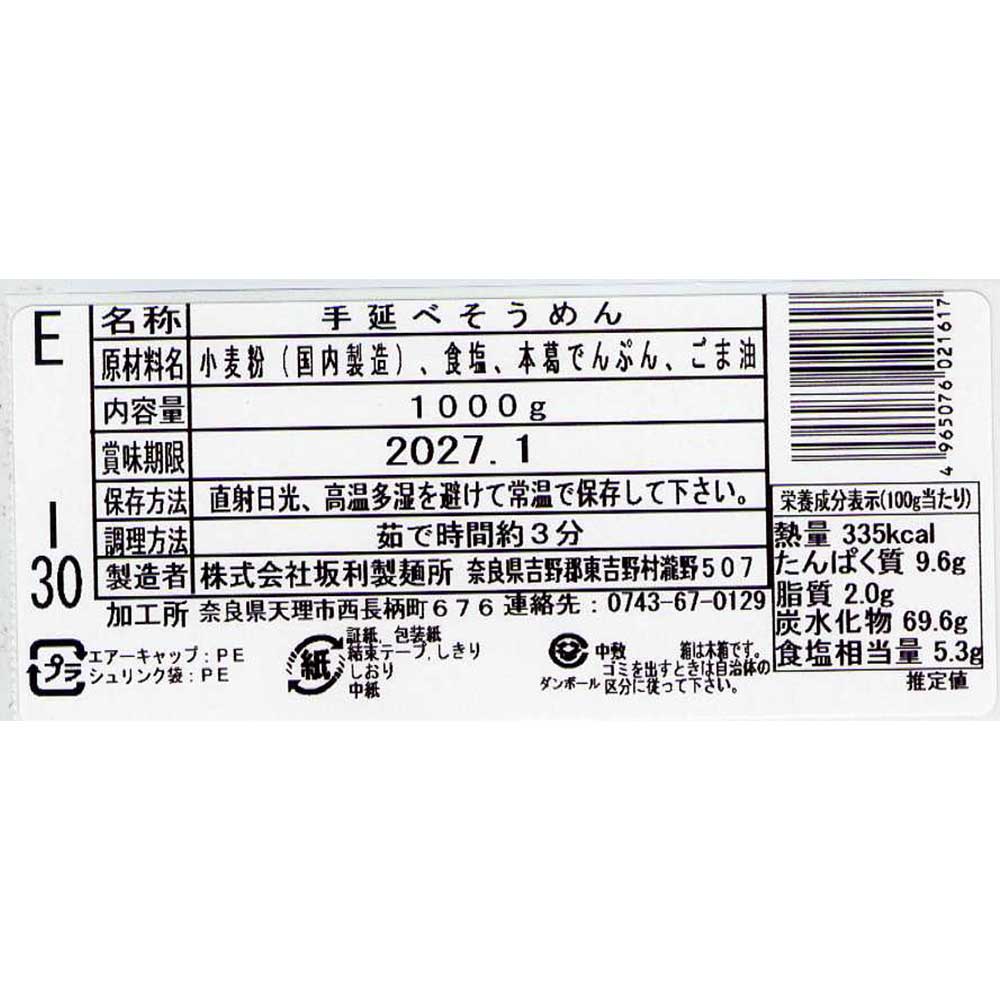 E
I
30
名称 手延べそうめん
原材料名 小麦粉(国内製造)、食塩、本葛でんぷん、ごま油
内容量 1000g
賞味期限 2027.1
保存方法 直射日光、高温多湿を避けて常温で保存して下さい。
調理方法 茹で時間約3分
製造者 株式会社坂利製麺所 奈良県吉野郡東吉野村瀧野507
加工所 奈良県天理市西長柄町676 連絡先:0743-67-0129
プラ
エアーキャップ:PE
シュリンク袋:PE
紙
証紙,包装紙
結束テープ,しきり
しおり
中紙
中敷
ダンボール
箱は木箱です。
ゴミを出すときは自治体の
区分に従って下さい。
4965076021617
栄養成分表示(100g当たり)
熱量 335kcal
たんぱく質 9.6g
脂質 2.0g
炭水化物 69.6g
食塩相当量 5.3g
推定値